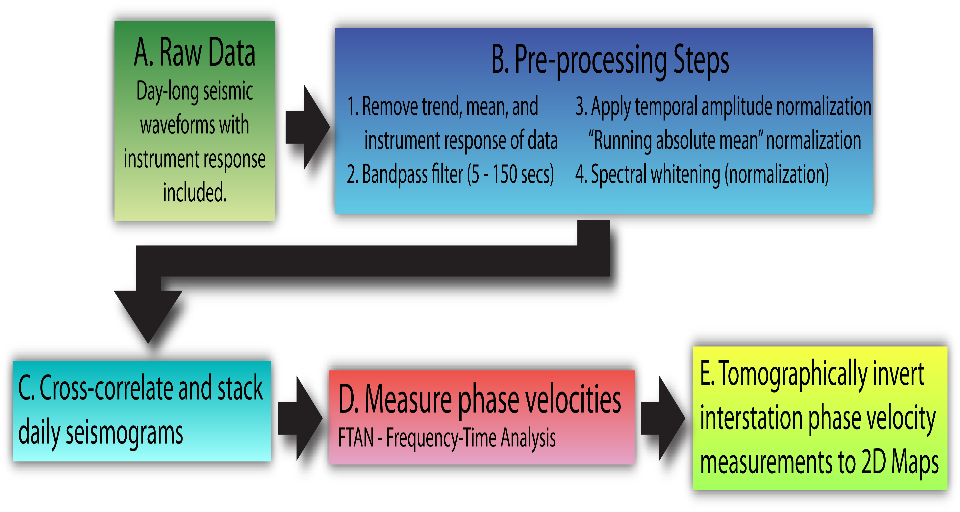 A. Raw Data
Day-long seismic
waveforms with
instrument response
included.
B. Pre-processing Steps
1. Remove trend, mean, and
instrument response of data
2. Bandpass filter (5 - 150 secs)
3. Apply temporal amplitude normalization
“Running absolute mean” normalization
4. Spectral whitening (normalization)
C. Cross-correlate and stack
daily seismograms
D. Measure phase velocities
FTAN - Frequency-Time Analysis
E. Tomographically invert
interstation phase velocity
measurements to 2D Maps